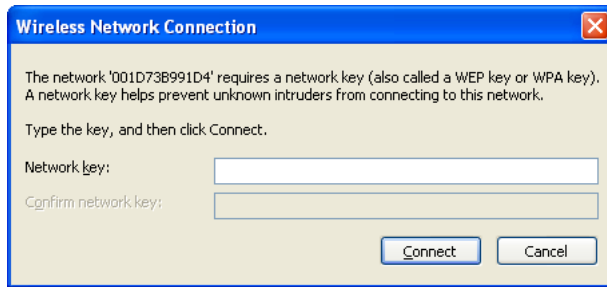 Wireless Network Connection
The network '001D73B991D4' requires a network key (also called a WEP key or WPA key).
A network key helps prevent unknown intruders from connecting to this network.
Type the key, and then click Connect.
Network key:
Confirm network key:
Connect Cancel